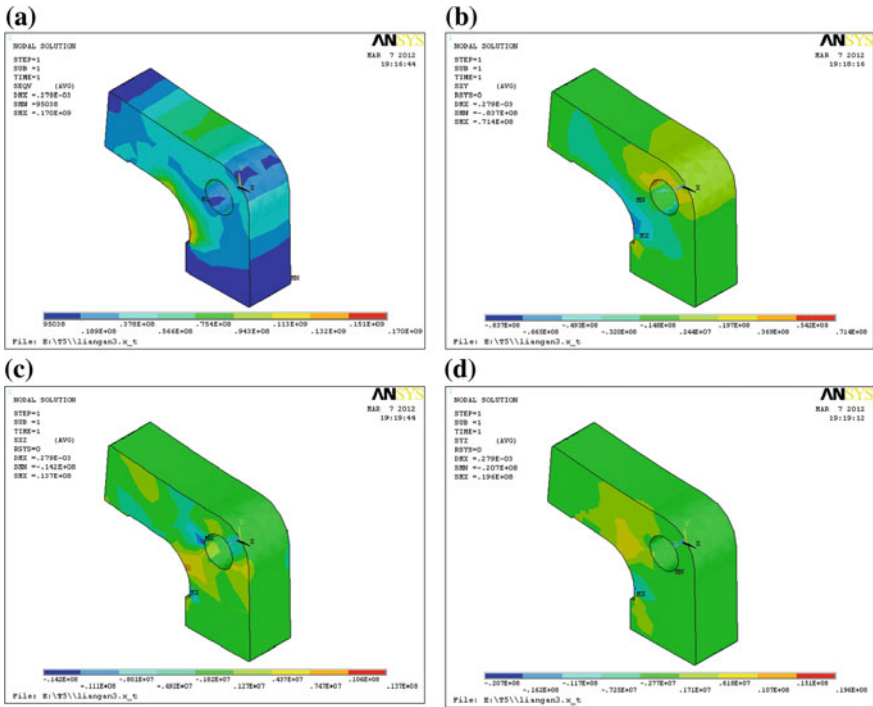 (a)
1
NODAL SOLUTION
STEP=1
SUB =1
TIME=1
SEQV (AVG)
DMX =.279E-03
SMN =95038
SMX =.170E+09
ANSYS
MAR 7 2012
19:16:44
X
MN
95038 .189E+08 .378E+08 .566E+08 .754E+08 .943E+08 .113E+09 .132E+09 .151E+09 .170E+09
File: E:\T5\\liangan3.x_t
(b)
1
NODAL SOLUTION
STEP=1
SUB =1
TIME=1
SXY (AVG)
RSYS=0
DMX =.279E-03
SMN =-.837E+08
SMX =.714E+08
ANSYS
MAR 7 2012
19:18:16
X
MN
MX
-.837E+08 -.665E+08 -.493E+08 -.320E+08 -.148E+08 .244E+07 .197E+08 .369E+08 .542E+08 .714E+08
File: E:\T5\\liangan3.x_t
(c)
1
NODAL SOLUTION
STEP=1
SUB =1
TIME=1
SXZ (AVG)
RSYS=0
DMX =.279E-03
SMN =-.142E+08
SMX =.137E+08
ANSYS
MAR 7 2012
19:19:44
Y
X
MN
MX
-.142E+08 -.111E+08 -.801E+07 -.492E+07 -.182E+07 .127E+07 .437E+07 .747E+07 .106E+08 .137E+08
File: E:\T5\\liangan3.x_t
(d)
1
NODAL SOLUTION
STEP=1
SUB =1
TIME=1
SYZ (AVG)
RSYS=0
DMX =.279E-03
SMN =-.207E+08
SMX =.196E+08
ANSYS
MAR 7 2012
19:19:12
X
MN
MX
-.207E+08 -.162E+08 -.117E+08 -.725E+07 -.277E+07 .171E+07 .618E+07 .107E+08 .151E+08 .196E+08
File: E:\T5\\liangan3.x_t